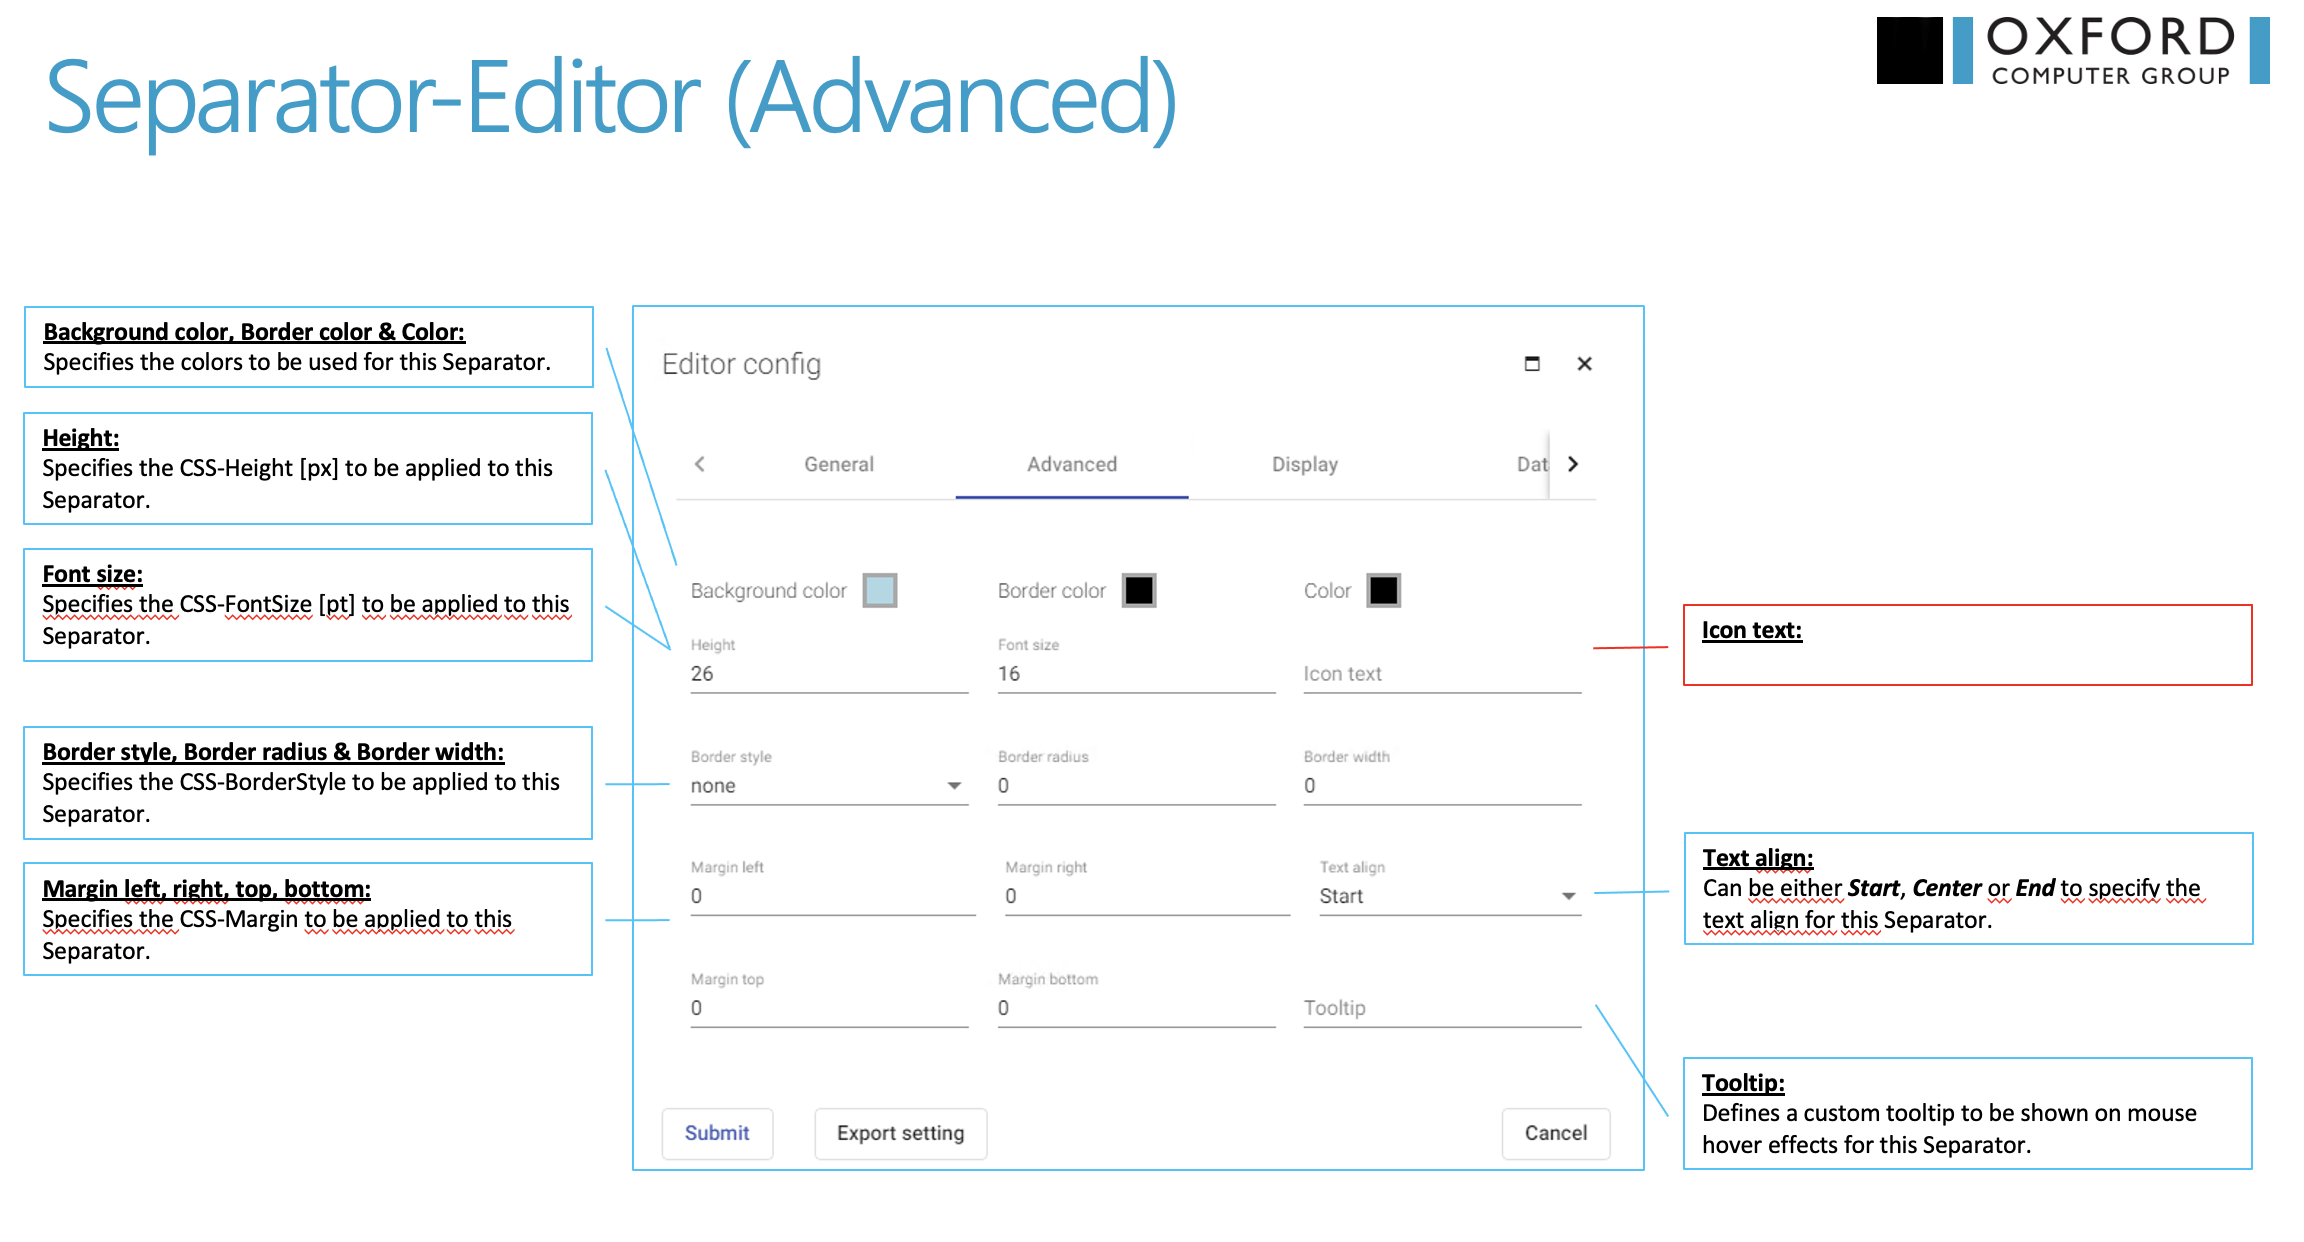 Separator-Editor (Advanced)
OXFORD
COMPUTER GROUP
Background color, Border color & Color:
Specifies the colors to be used for this Separator.
Height:
Specifies the CSS-Height [px] to be applied to this
Separator.
Font size:
Specifies the CSS-FontSize [pt] to be applied to this
Separator.
Border style, Border radius & Border width:
Specifies the CSS-BorderStyle to be applied to this
Separator.
Margin left, right, top, bottom:
Specifies the CSS-Margin to be applied to this
Separator.
Editor config
General Advanced Display Dat
Background color Border color Color
Height Font size
26 16 Icon text
Border style Border radius Border width
none 0 0
Margin left Margin right Text align
0 0 Start
Margin top Margin bottom
0 0 Tooltip
Submit Export setting Cancel
Icon text:
Text align:
Can be either Start, Center or End to specify the
text align for this Separator.
Tooltip:
Defines a custom tooltip to be shown on mouse
hover effects for this Separator.